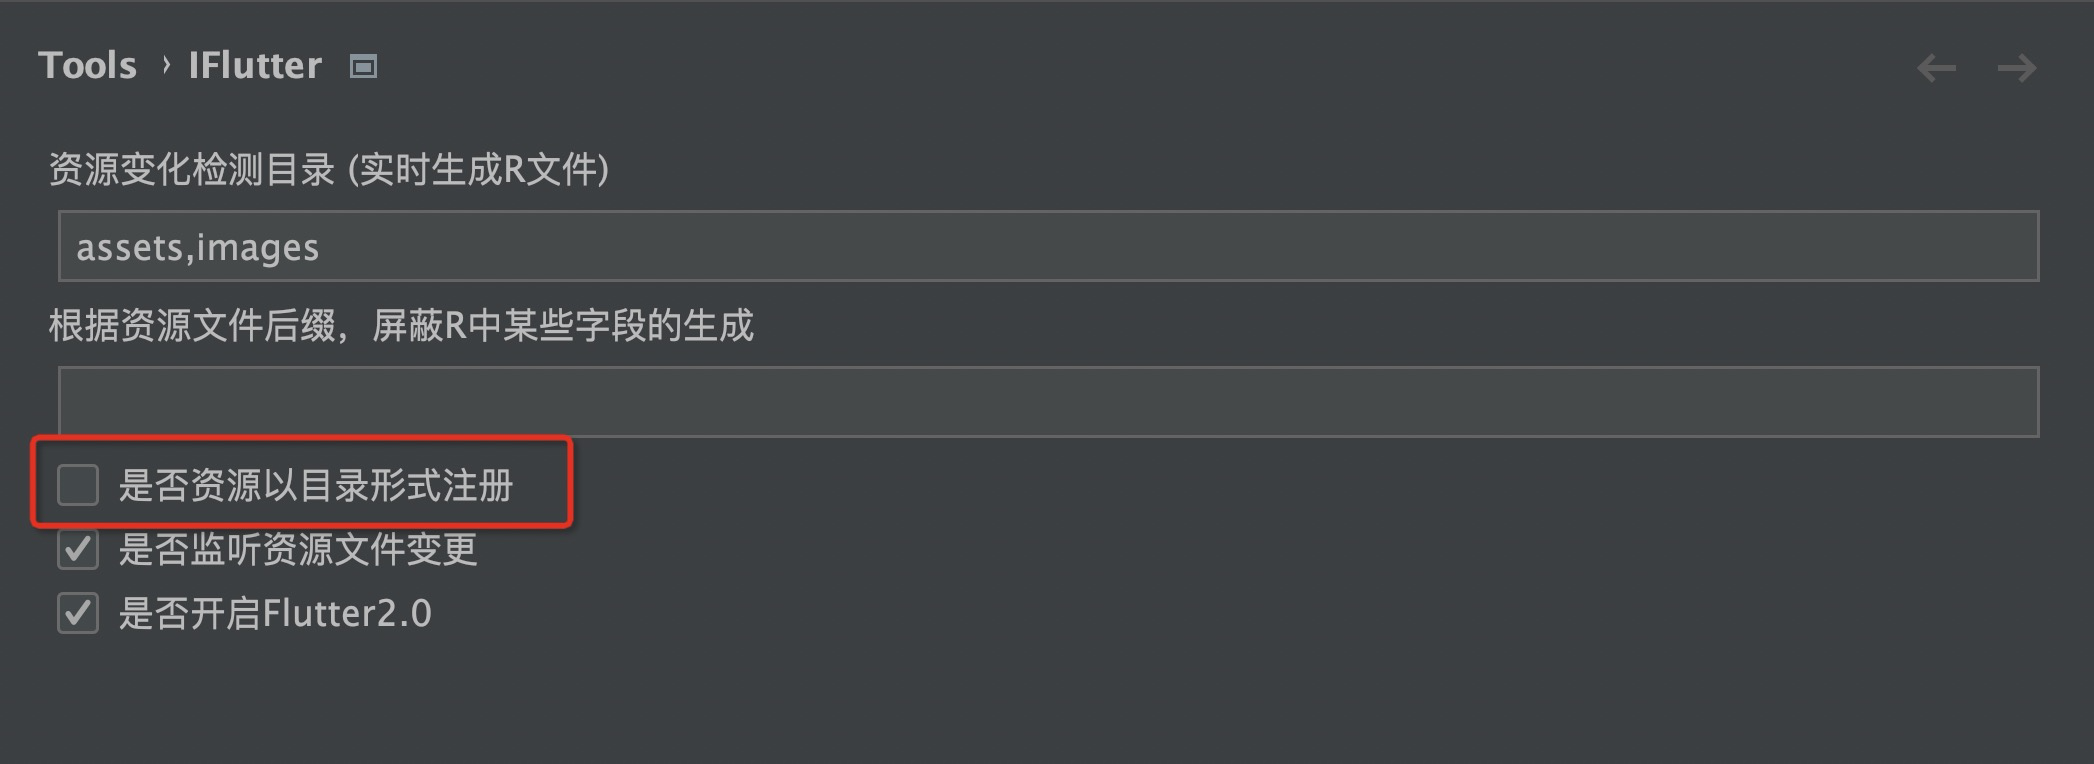 Tools › IFlutter
资源变化检测目录 (实时生成R文件)
assets,images
根据资源文件后缀，屏蔽R中某些字段的生成
是否资源以目录形式注册
是否监听资源文件变更
是否开启Flutter2.0